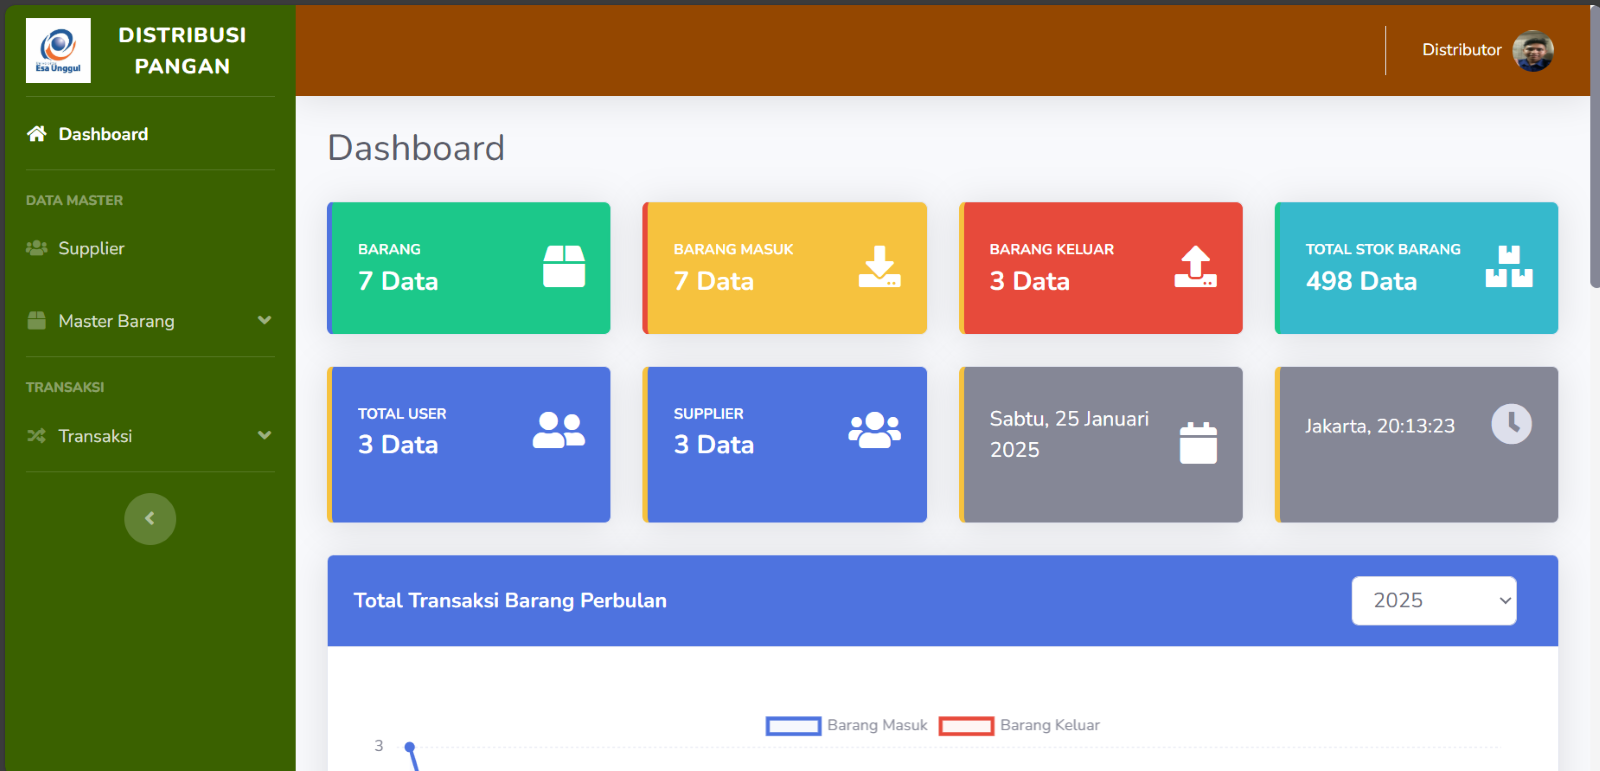 Esa Unggul
DISTRIBUSI
PANGAN
Distributor
Dashboard
DATA MASTER
Supplier
Master Barang
TRANSAKSI
Transaksi
Dashboard
BARANG
7 Data
BARANG MASUK
7 Data
BARANG KELUAR
3 Data
TOTAL STOK BARANG
498 Data
TOTAL USER
3 Data
SUPPLIER
3 Data
Sabtu, 25 Januari
2025
Jakarta, 20:13:23
Total Transaksi Barang Perbulan
2025
Barang Masuk
Barang Keluar
3